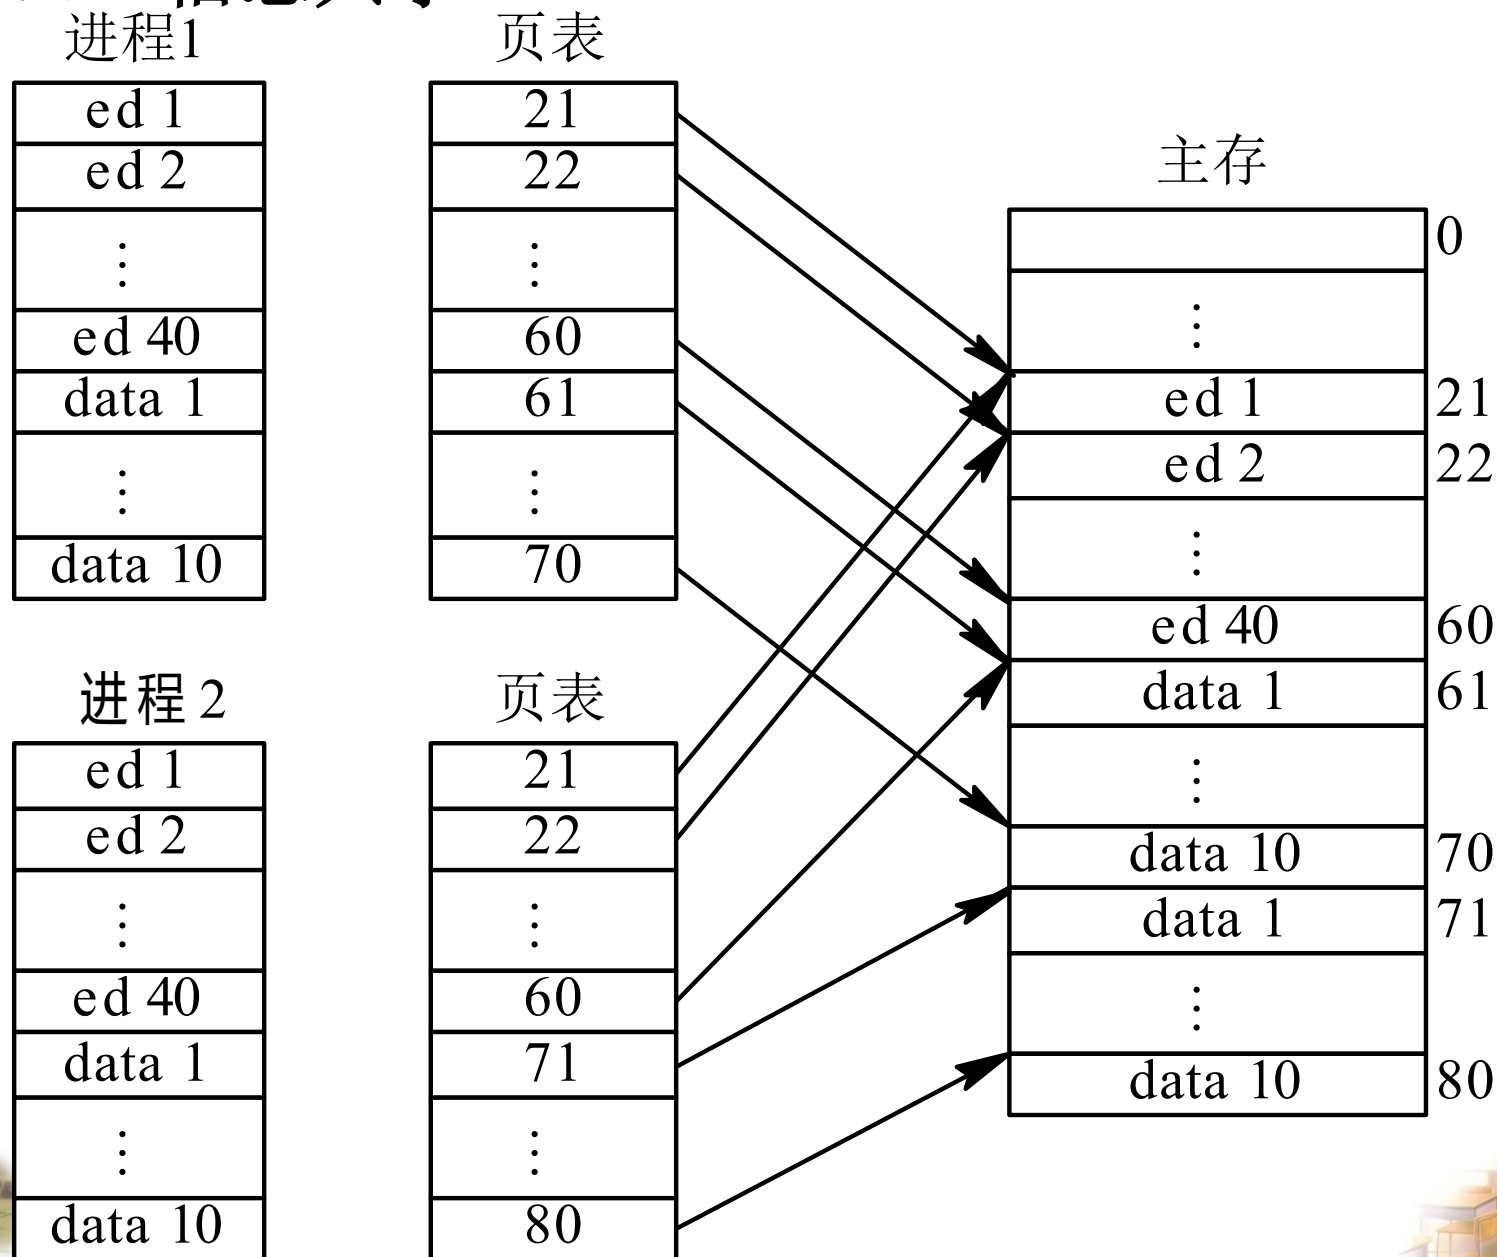 进程1
ed 1
ed 2
⋮
ed 40
data 1
⋮
data 10
页表
21
22
⋮
60
61
⋮
70
进程 2
ed 1
ed 2
⋮
ed 40
data 1
⋮
data 10
页表
21
22
⋮
60
71
⋮
80
主存
0
⋮
ed 1 21
ed 2 22
⋮
ed 40 60
data 1 61
⋮
data 10 70
data 1 71
⋮
data 10 80